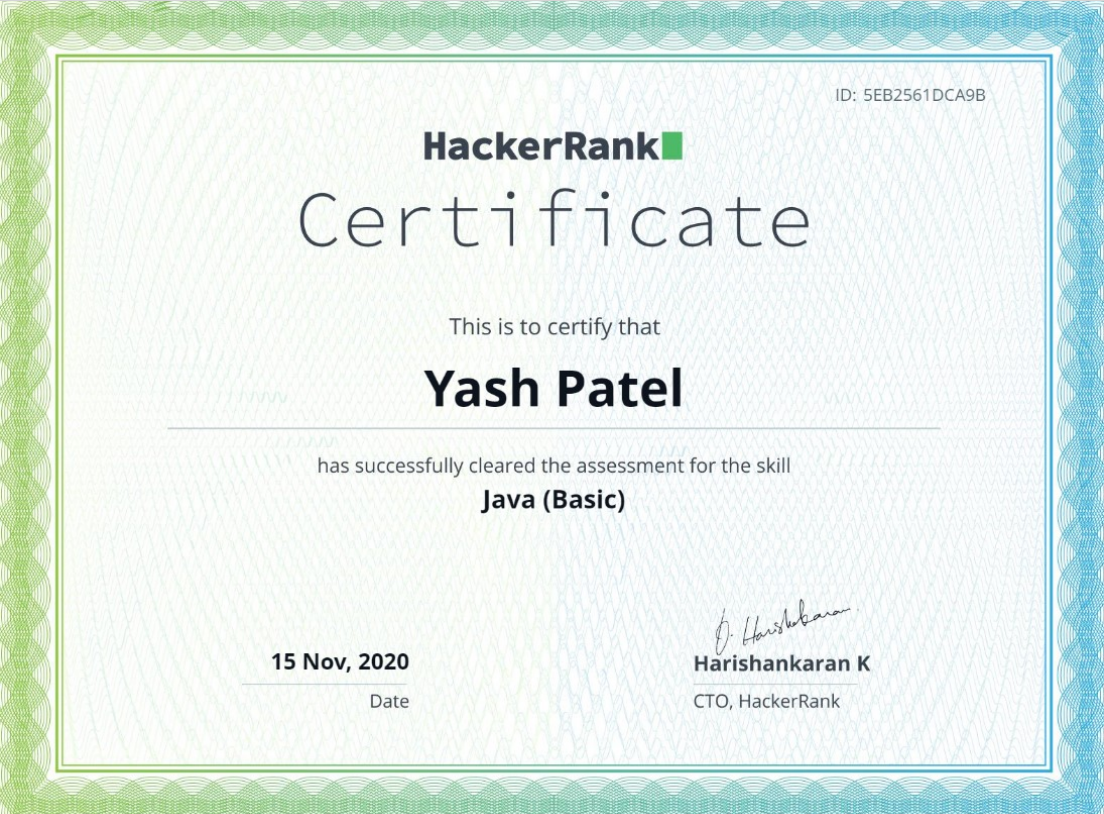 ID: 5EB2561DCA9B
HackerRank
Certificate
This is to certify that
Yash Patel
has successfully cleared the assessment for the skill
Java (Basic)
15 Nov, 2020
Date
Harishankaran K
CTO, HackerRank